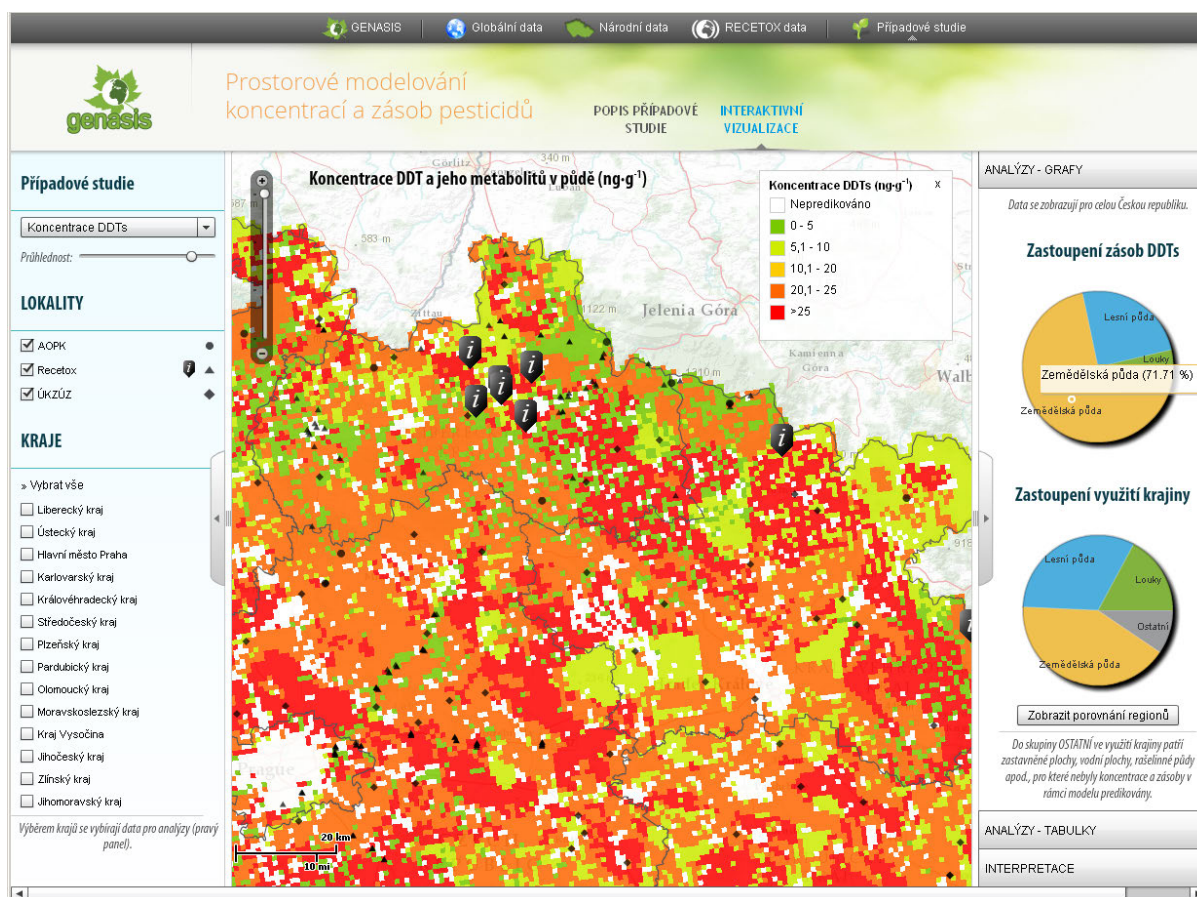 GENASIS
Globální data
Národní data
RECETOX data
Případové studie
genasis
Prostorové modelování
koncentrací a zásob pesticidů
POPIS PŘÍPADOVÉ
STUDIE
INTERAKTIVNÍ
VIZUALIZACE
Případové studie
Koncentrace DDTs
Průhlednost:
LOKALITY
AOPK
Recetox
ÚKZÚZ
KRAJE
» Vybrat vše
Liberecký kraj
Ústecký kraj
Hlavní město Praha
Karlovarský kraj
Královéhradecký kraj
Středočeský kraj
Plzeňský kraj
Pardubický kraj
Olomoucký kraj
Moravskoslezský kraj
Kraj Vysočina
Jihočeský kraj
Zlínský kraj
Jihomoravský kraj
Výběrem krajů se vybírají data pro analýzy (pravý
panel).
Koncentrace DDT a jeho metabolitů v půdě (ng·g⁻¹)
Görlitz
340 m
583 m
Zittau
1122 m
Jelenia Góra
Kamienna
Góra
1310 m
Prague
20 km
10 mi
Koncentrace DDTs (ng·g⁻¹)
x
Nepredikováno
0 - 5
5,1 - 10
10,1 - 20
20,1 - 25
>25
ANALÝZY - GRAFY
Data se zobrazují pro celou Českou republiku.
Zastoupení zásob DDTs
Lesní půda
Louky
Zemědělská půda (71.71 %)
Zemědělská půda
Zastoupení využití krajiny
Lesní půda
Louky
Ostatní
Zemědělská půda
Zobrazit porovnání regionů
Do skupiny OSTATNÍ ve využití krajiny patří
zastavněné plochy, vodní plochy, rašelinné půdy
apod., pro které nebyly koncentrace a zásoby v
rámci modelu predikovány.
ANALÝZY - TABULKY
INTERPRETACE